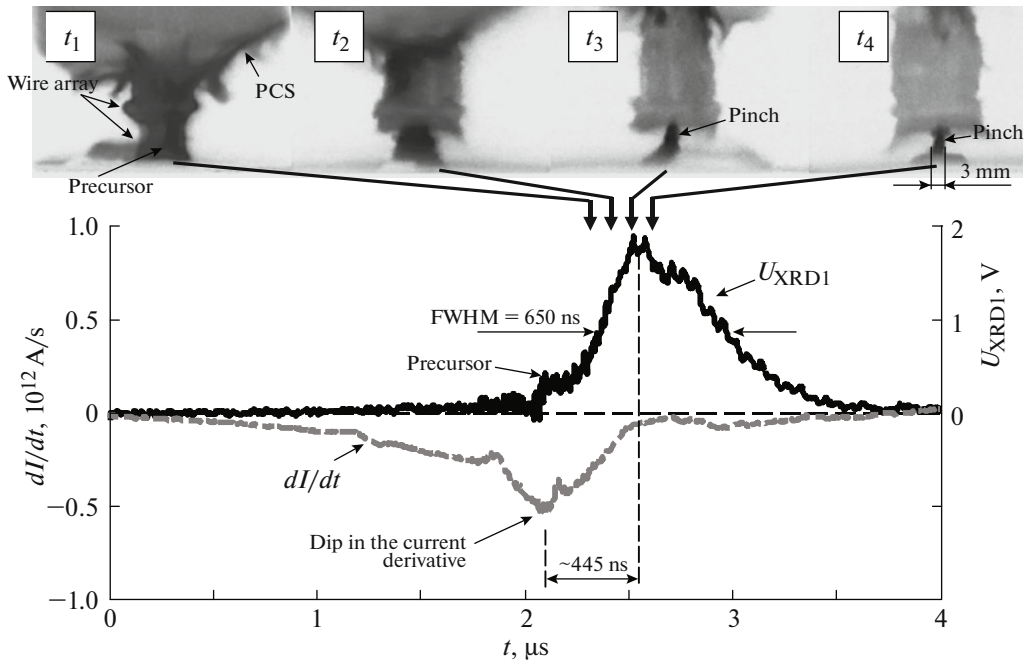 t1
t2
t3
t4
Wire array
PCS
Precursor
Pinch
Pinch
3 mm
1.0
0.5
0
−0.5
−1.0
dI/dt, 10¹² A/s
2
1
0
U_XRD1, V
U_XRD1
FWHM = 650 ns
Precursor
dI/dt
Dip in the current
derivative
~445 ns
0
1
2
3
4
t, μs